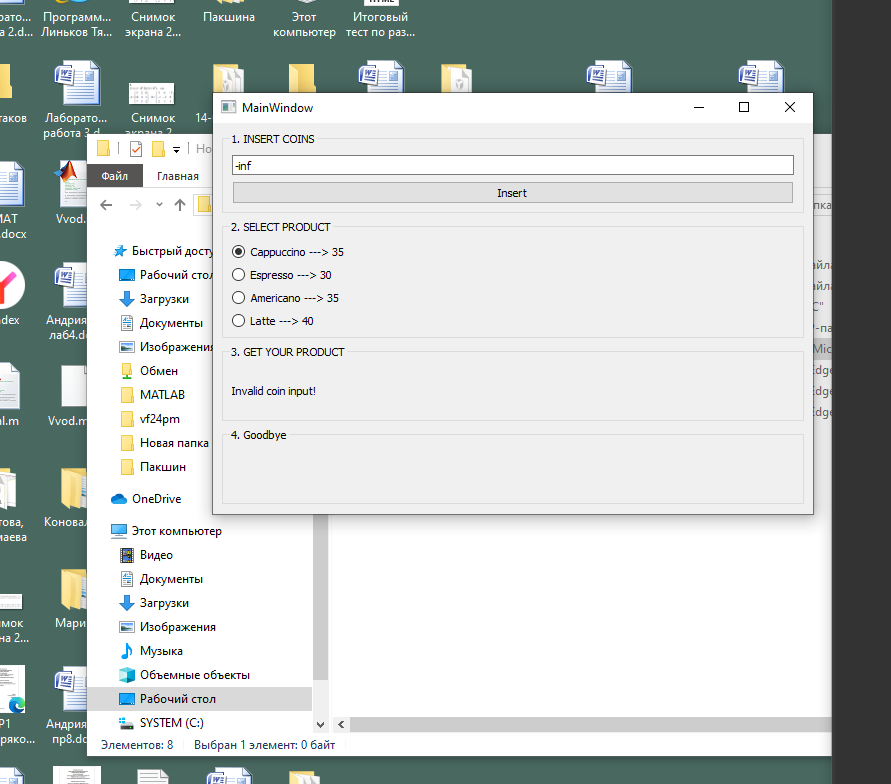 Программ...
Линьков Тя...
Снимок
экрана 2...
Пакшина
Этот
компьютер
Итоговый
тест по раз...
Лаборато...
работа 3.d...
Снимок
экрана 2...
14-
MainWindow
1. INSERT COINS
-inf
Insert
2. SELECT PRODUCT
Cappuccino ---> 35
Espresso ---> 30
Americano ---> 35
Latte ---> 40
3. GET YOUR PRODUCT
Invalid coin input!
4. Goodbye
Но
Файл
Главная
Vvod.
Андрия
лаб4.do
Vvod.m
Конова
Мари
Андрия
пр8.do
Быстрый досту
Рабочий стол
Загрузки
Документы
Изображения
Обмен
MATLAB
vf24pm
Новая папка
Пакшин
OneDrive
Этот компьютер
Видео
Документы
Загрузки
Изображения
Музыка
Объемные объекты
Рабочий стол
SYSTEM (C:)
Элементов: 8
Выбран 1 элемент: 0 байт